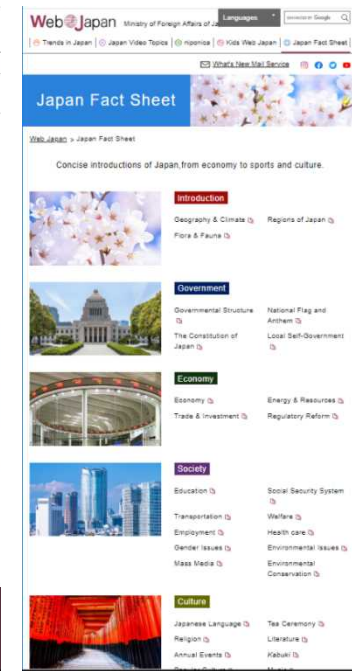 Web Japan Ministry of Foreign Affairs of Ja
Languages
Google
Trends in Japan
Japan Video Topics
niponica
Kids Web Japan
Japan Fact Sheet
What's New Mail Service
Japan Fact Sheet
Web Japan > Japan Fact Sheet
Concise introductions of Japan,from economy to sports and culture.
Introduction
Geography & Climate
Regions of Japan
Flora & Fauna
Government
Governmental Structure
National Flag and
Anthem
The Constitution of
Japan
Local Self-Government
Economy
Economy
Energy & Resources
Trade & Investment
Regulatory Reform
Society
Education
Social Security System
Transportation
Welfare
Employment
Health care
Gender Issues
Environmental Issues
Mass Media
Environmental
Conservation
Culture
Japanese Language
Tea Ceremony
Religion
Literature
Annual Events
Kabuki